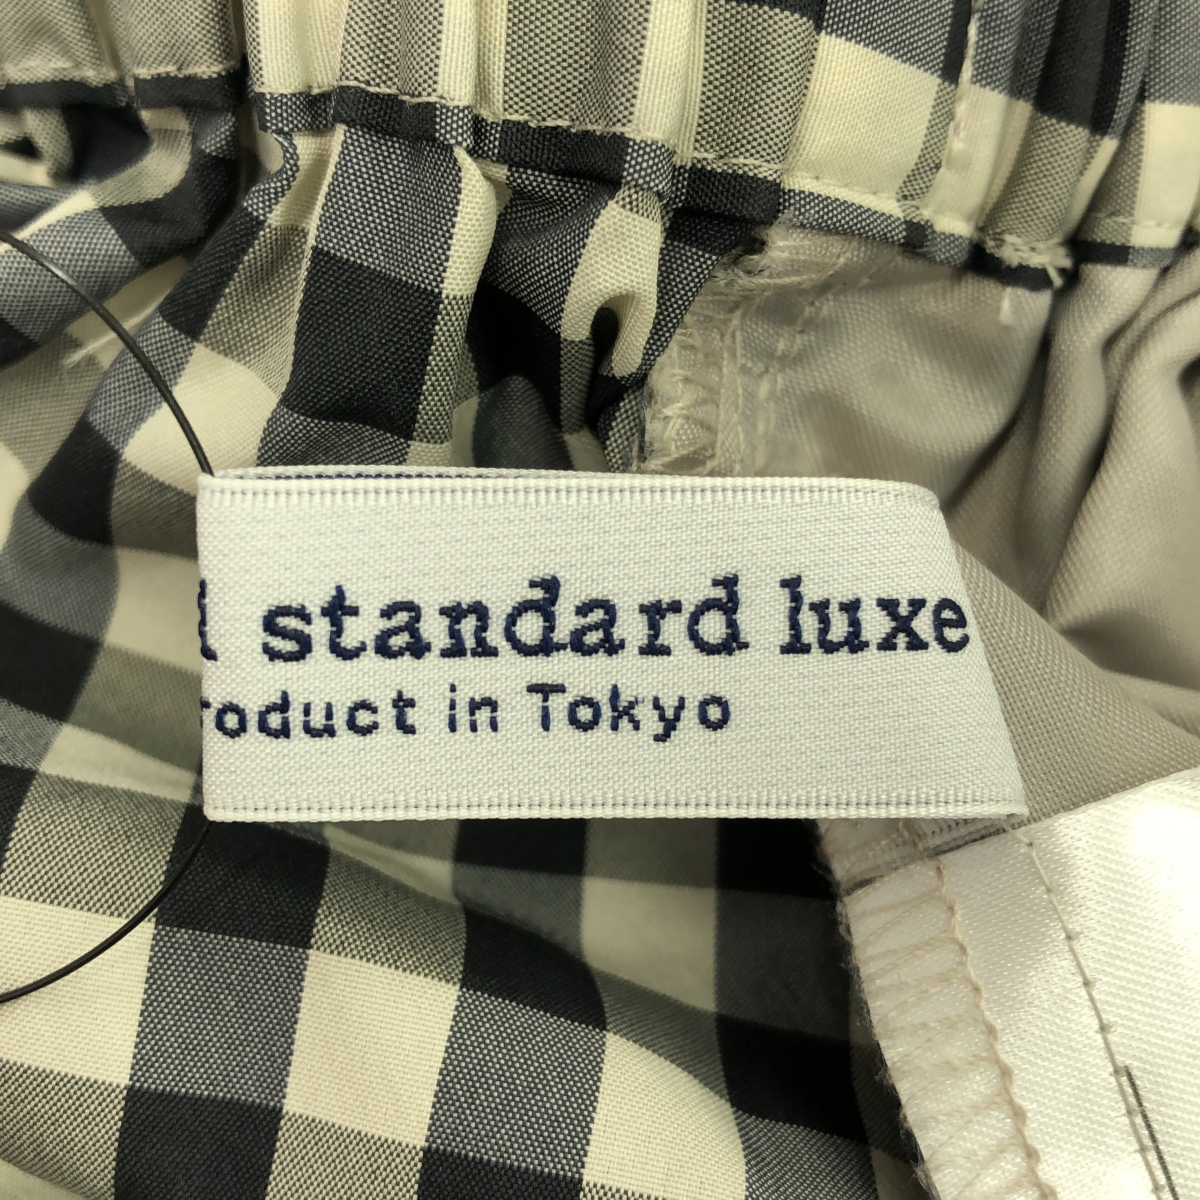 standard luxe
roduct in Tokyo